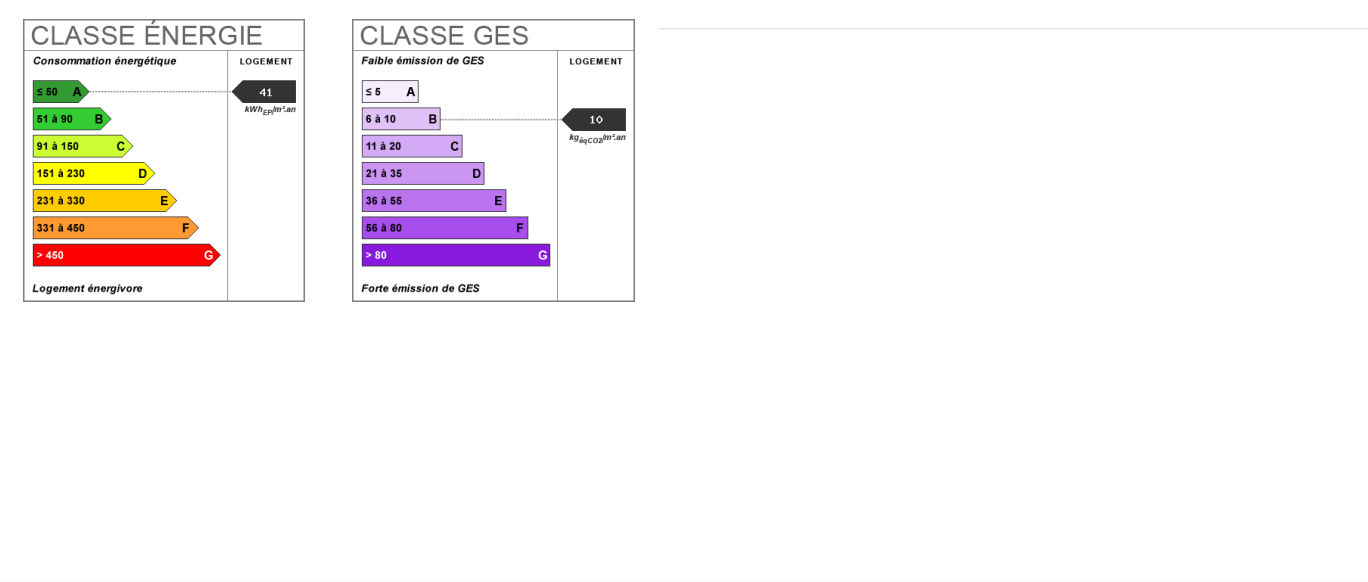 CLASSE ÉNERGIE
Consommation énergétique
LOGEMENT
≤ 50 A
41
kWhEP/m².an
51 à 90 B
91 à 150 C
151 à 230 D
231 à 330 E
331 à 450 F
> 450 G
Logement énergivore
CLASSE GES
Faible émission de GES
LOGEMENT
≤ 5 A
6 à 10 B
10
kgéqCO2/m².an
11 à 20 C
21 à 35 D
36 à 55 E
56 à 80 F
> 80 G
Forte émission de GES